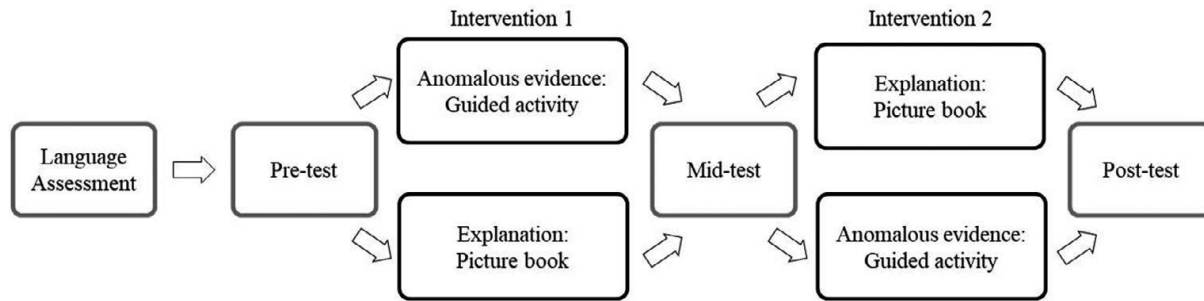 Intervention 1
Intervention 2
Anomalous evidence:
Guided activity
Explanation:
Picture book
Language
Assessment
Pre-test
Mid-test
Post-test
Explanation:
Picture book
Anomalous evidence:
Guided activity